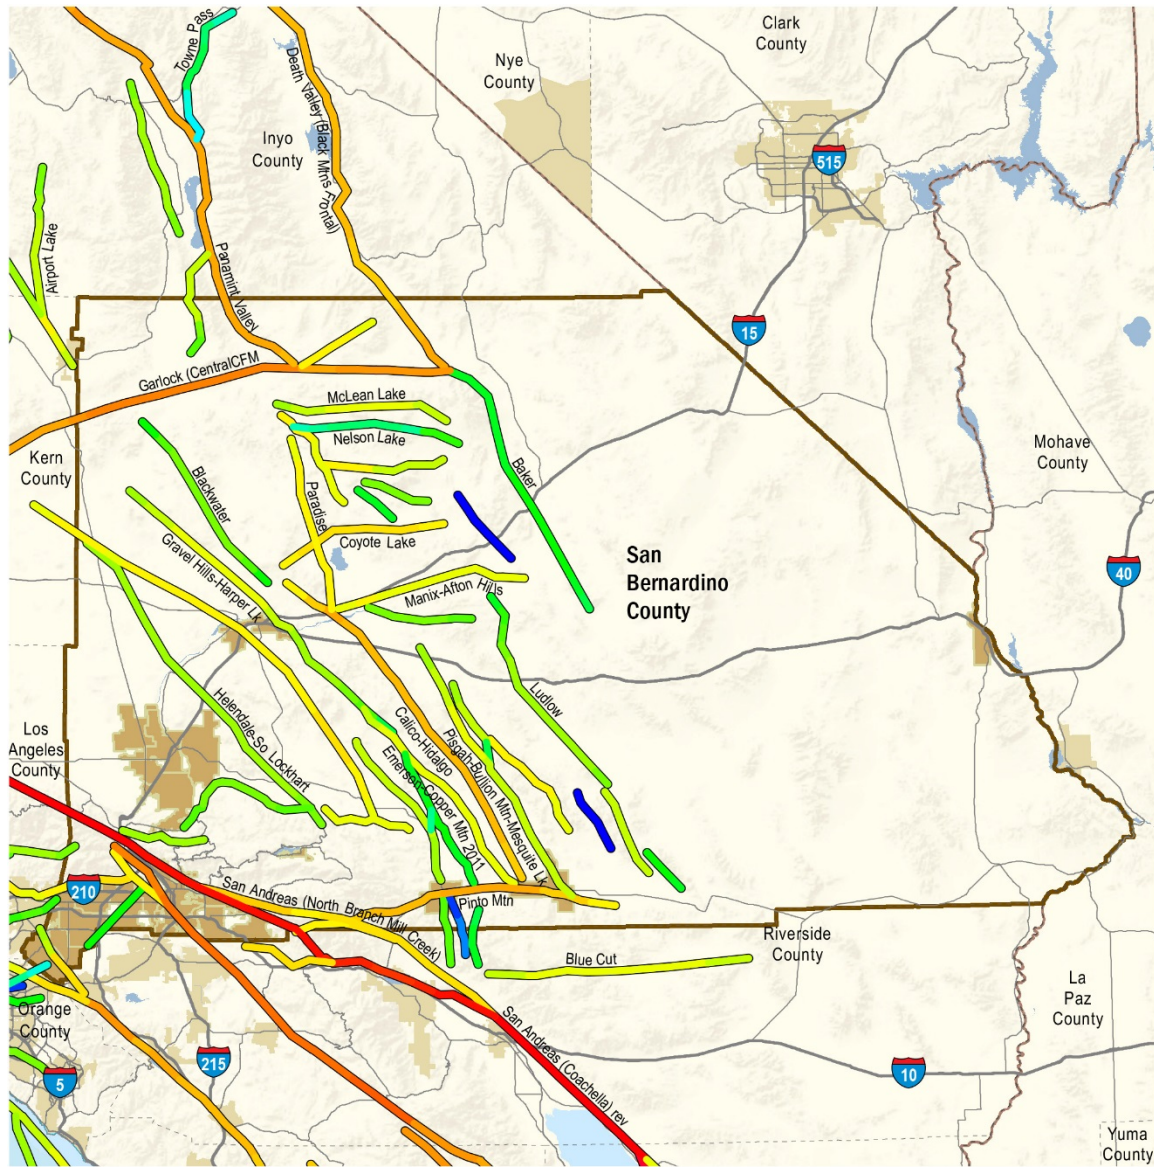 Clark
County
Nye
County
Towne Pass
Death Valley (Black Mtns Frontal)
Inyo
County
515
Airport Lake
Panamint Valley
15
Garlock (CentralCFM
McLean Lake
Nelson Lake
Mohave
County
Kern
County
Blackwater
Paradise
Baker
Coyote Lake
San
Bernardino
County
40
Gravel Hills-Harper Lk
Manix-Afton Hills
Ludlow
Helendale-So Lockhart
Calico-Hidalgo
Pisgah-Bullion Mtn-Mesquite Lk
Emerson-Copper Mtn 2011
Los
Angeles
County
210
San Andreas (North Branch Mill Creek)
Pinto Mtn
Riverside
County
Blue Cut
La
Paz
County
Orange
County
San Andreas (Coachella) rev
5
215
10
Yuma
County